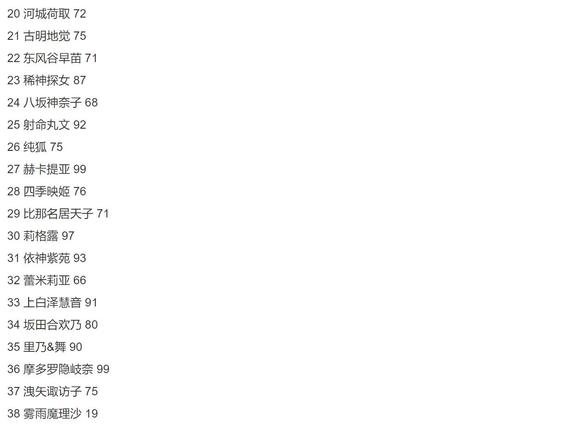 20 河城荷取 72
21 古明地觉 75
22 东风谷早苗 71
23 稀神探女 87
24 八坂神奈子 68
25 射命丸文 92
26 纯狐 75
27 赫卡提亚 99
28 四季映姬 76
29 比那名居天子 71
30 莉格露 97
31 依神紫苑 93
32 蕾米莉亚 66
33 上白泽慧音 91
34 坂田合欢乃 80
35 里乃&舞 90
36 摩多罗隐岐奈 99
37 洩矢诹访子 75
38 雾雨魔理沙 19